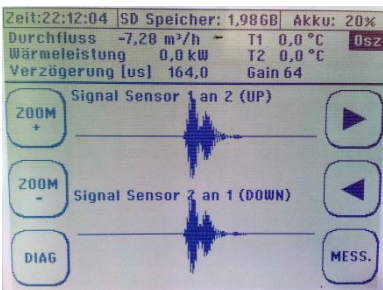 Zeit:22:12:04 SD Speicher: 1,98GB Akku: 20%
Durchfluss -7,28 m³/h - T1 0,0 °C Osz
Wärmeleistung 0,0 kW T2 0,0 °C
Verzögerung [us] 164,0 Gain 64
Signal Sensor 1 an 2 (UP)
ZOOM
+
ZOOM
-
Signal Sensor 2 an 1 (DOWN)
DIAG
MESS.